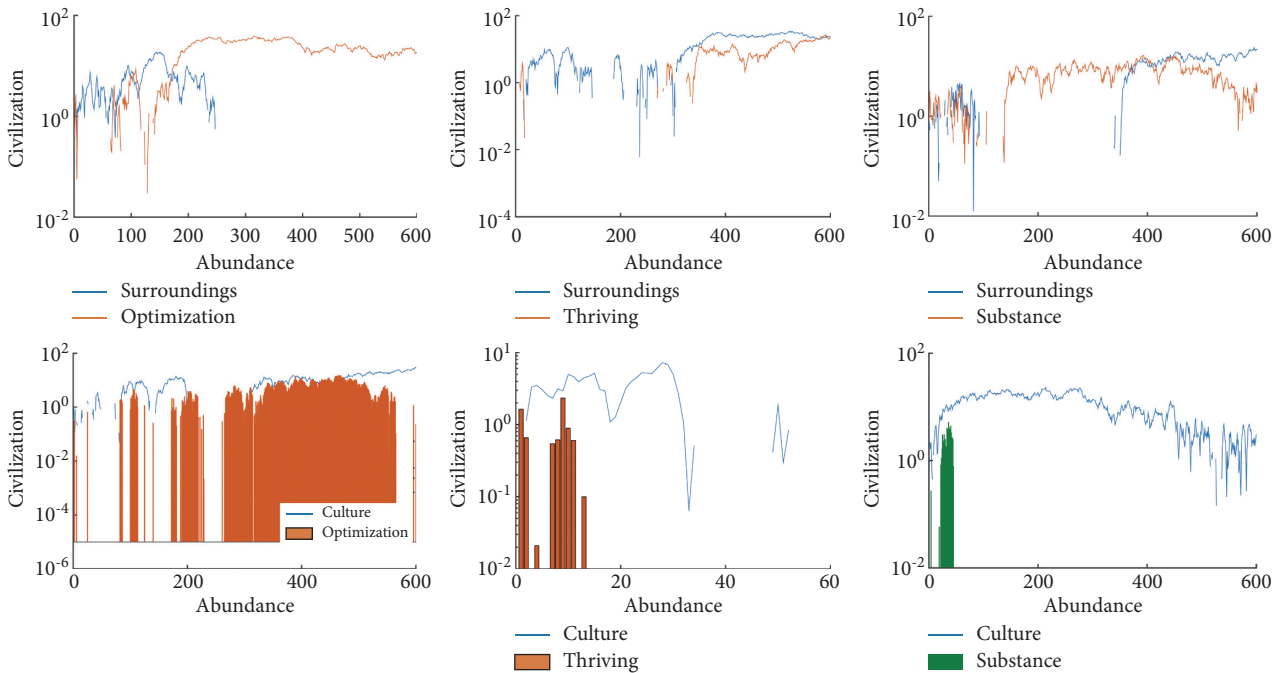 10^2
10^0
10^-2
Civilization
0 100 200 300 400 500 600
Abundance
Surroundings
Optimization
10^2
10^0
10^-2
10^-4
Civilization
0 200 400 600
Abundance
Surroundings
Thriving
10^2
10^0
10^-2
Civilization
0 200 400 600
Abundance
Surroundings
Substance
10^2
10^0
10^-2
10^-4
10^-6
Civilization
Culture
Optimization
0 200 400 600
Abundance
10^1
10^0
10^-1
10^-2
Civilization
0 20 40 60
Abundance
Culture
Thriving
10^2
10^0
10^-2
Civilization
0 200 400 600
Abundance
Culture
Substance